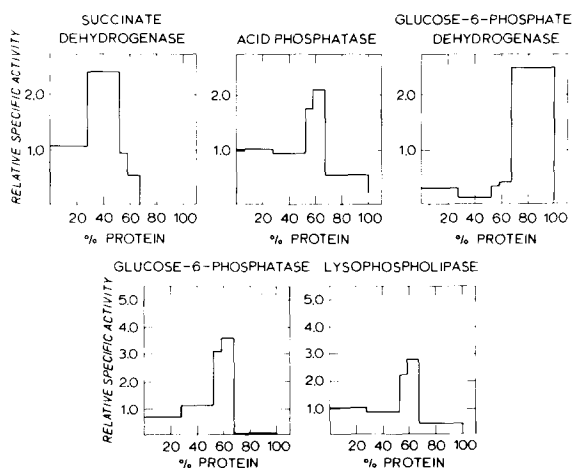 SUCCINATE
DEHYDROGENASE
ACID PHOSPHATASE
GLUCOSE-6-PHOSPHATE
DEHYDROGENASE
RELATIVE SPECIFIC ACTIVITY
2.0
1.0
2.0
1.0
2.0
1.0
20 40 60 80 100
20 40 60 80 100
20 40 60 80 100
% PROTEIN
% PROTEIN
% PROTEIN
GLUCOSE-6-PHOSPHATASE
LYSOPHOSPHOLIPASE
RELATIVE SPECIFIC ACTIVITY
5.0
4.0
3.0
2.0
1.0
5.0
4.0
3.0
2.0
1.0
20 40 60 80 100
20 40 60 80 100
% PROTEIN
% PROTEIN